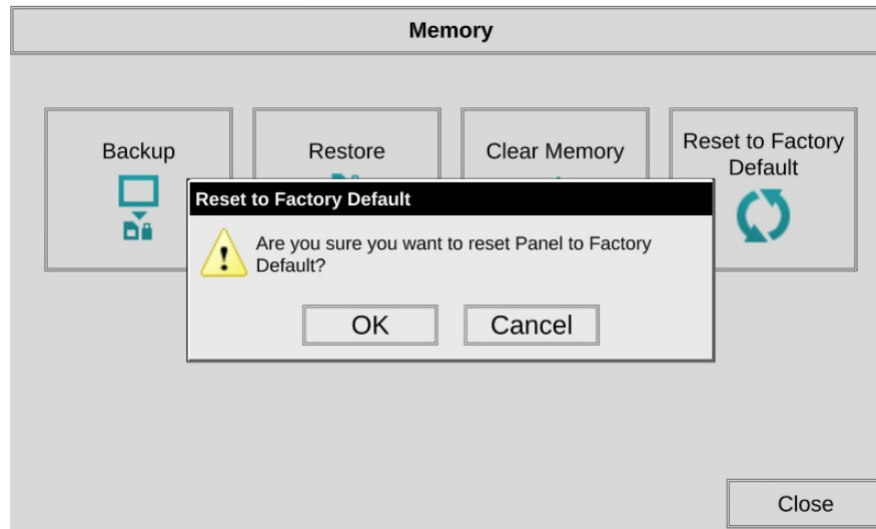 Memory
Backup
Restore
Clear Memory
Reset to Factory
Default
Reset to Factory Default
Are you sure you want to reset Panel to Factory
Default?
OK
Cancel
Close